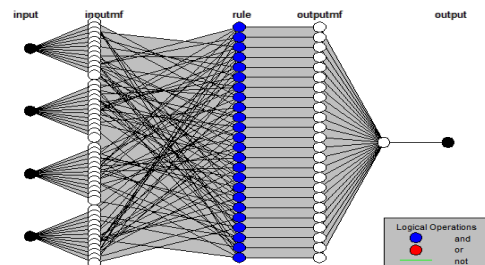 input inputmf rule outputmf output
Logical Operations
and
or
not